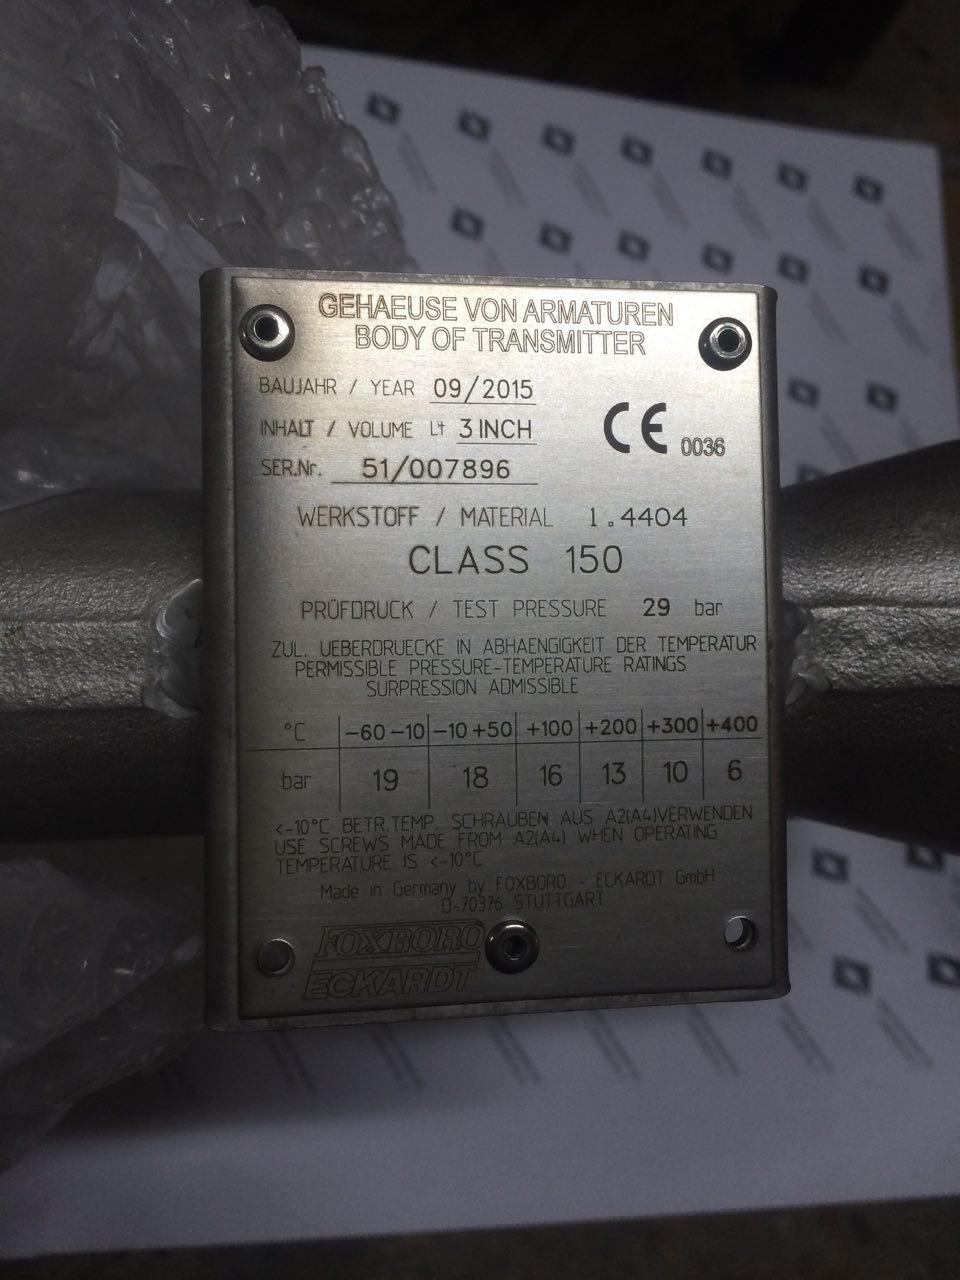 GEHAEUSE VON ARMATUREN
BODY OF TRANSMITTER
BAUJAHR / YEAR 09/2015
INHALT / VOLUME Lt 3 INCH
SER.Nr. 51/007896
CE 0036
WERKSTOFF / MATERIAL 1.4404
CLASS 150
PRÜFDRUCK / TEST PRESSURE 29 bar
ZUL. UEBERDRUECKE IN ABHAENGIGKEIT DER TEMPERATUR
PERMISSIBLE PRESSURE-TEMPERATURE RATINGS
SURPRESSION ADMISSIBLE
°C -60 -10 -10 +50 +100 +200 +300 +400
bar 19 18 16 13 10 6
<-10°C BETR.TEMP. SCHRAUBEN AUS A2(A4)VERWENDEN
USE SCREWS MADE FROM A2(A4) WHEN OPERATING
TEMPERATURE IS <-10°C
Made in Germany by FOXBORO - ECKARDT GmbH
D-70376 STUTTGART
FOXBORO
ECKARDT